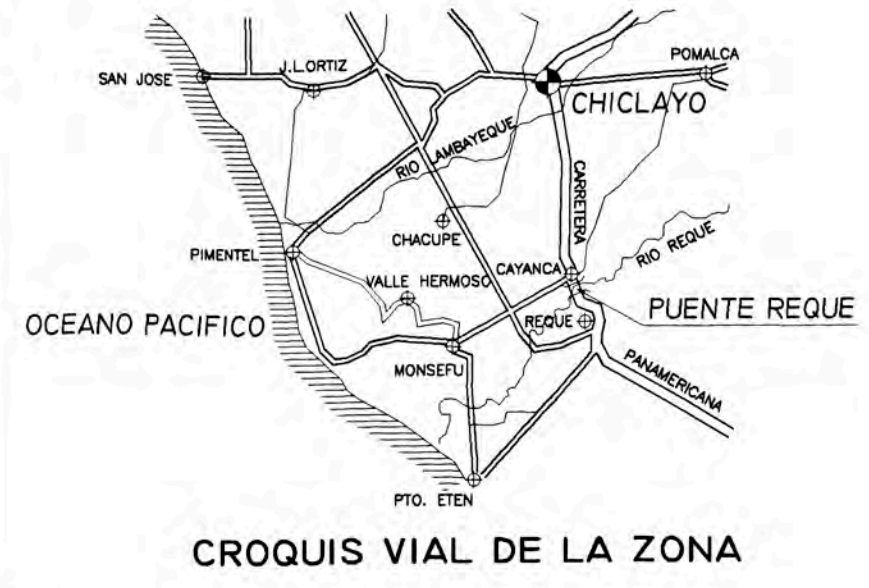 POMALCA
J.L.ORTIZ
SAN JOSE
CHICLAYO
RIO LAMBAYEQUE
CARRETERA
CHACUPE
RIO REQUE
PIMENTEL
VALLE HERMOSO
CAYANCA
PUENTE REQUE
OCEANO PACIFICO
REQUE
MONSEFU
PANAMERICANA
PTO. ETEN
CROQUIS VIAL DE LA ZONA